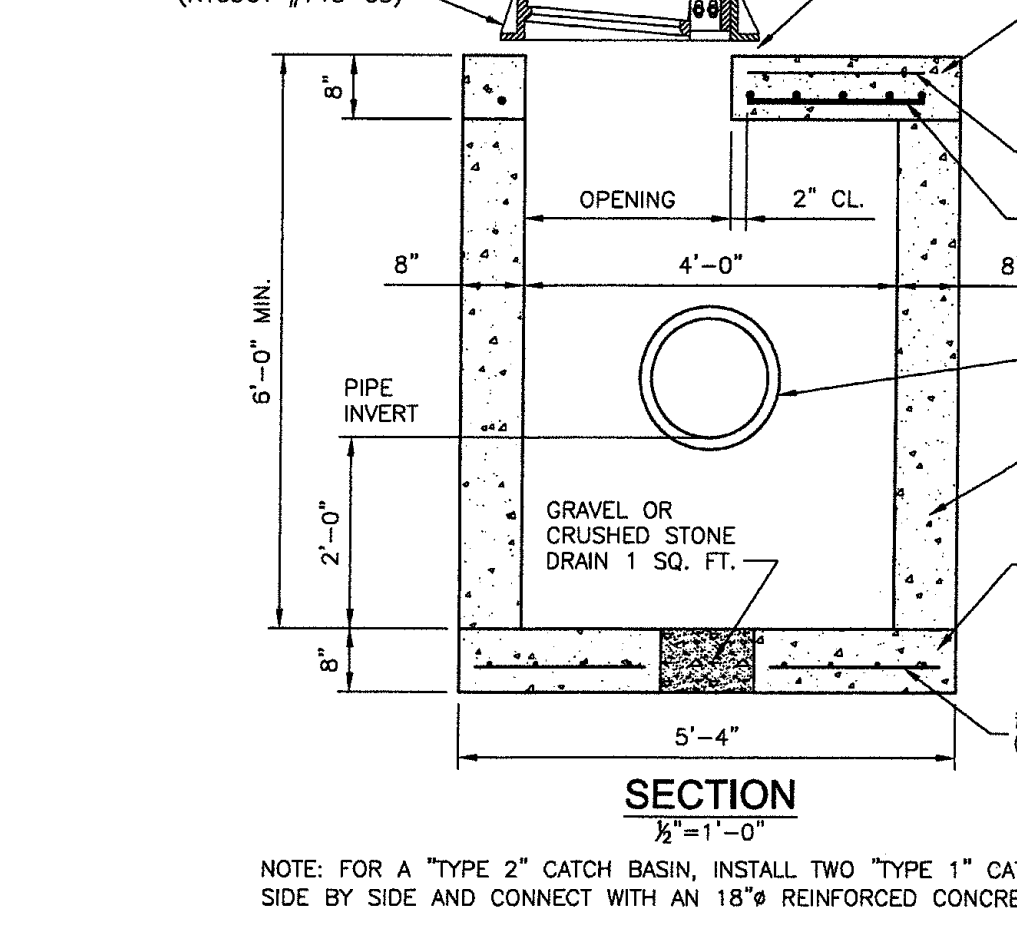 8"
OPENING 2" CL.
8" 4'-0" 8
6'-0" MIN.
PIPE
INVERT
2'-0"
GRAVEL OR
CRUSHED STONE
DRAIN 1 SQ. FT.
8"
5'-4"
SECTION
½"=1'-0"
NOTE: FOR A "TYPE 2" CATCH BASIN, INSTALL TWO "TYPE 1" CA
SIDE BY SIDE AND CONNECT WITH AN 18"ø REINFORCED CONCRE